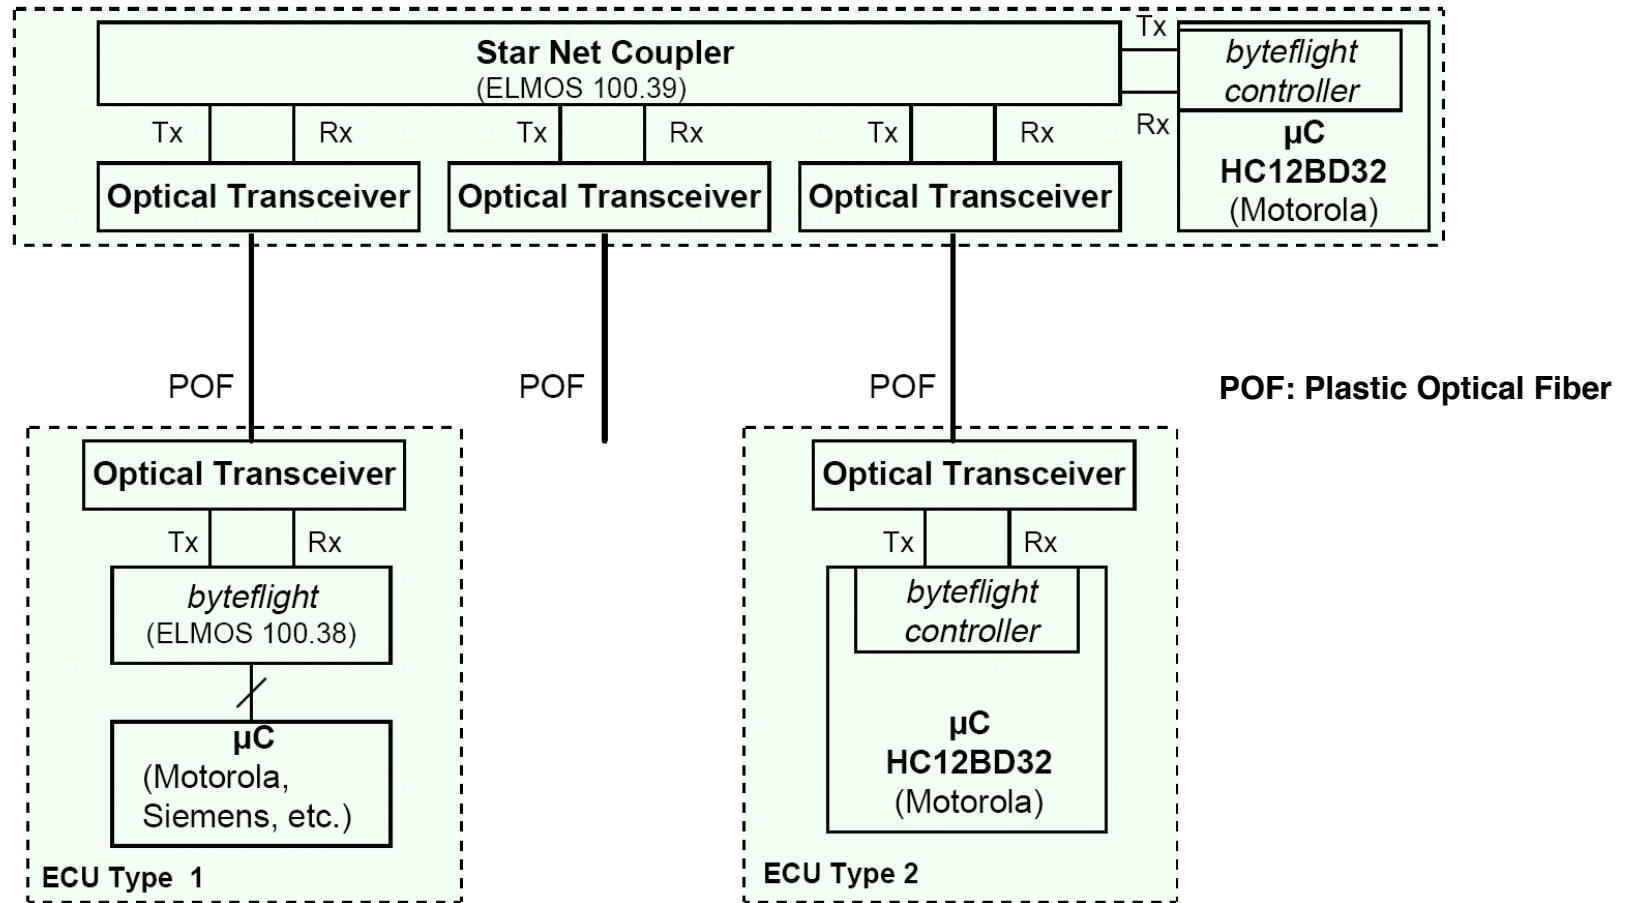 Star Net Coupler
(ELMOS 100.39)
Tx
Rx
byteflight
controller
µC
HC12BD32
(Motorola)
Tx
Rx
Tx
Rx
Tx
Rx
Optical Transceiver
Optical Transceiver
Optical Transceiver
POF
POF
POF
POF: Plastic Optical Fiber
Optical Transceiver
Tx
Rx
byteflight
(ELMOS 100.38)
µC
(Motorola,
Siemens, etc.)
ECU Type 1
Optical Transceiver
Tx
Rx
byteflight
controller
µC
HC12BD32
(Motorola)
ECU Type 2